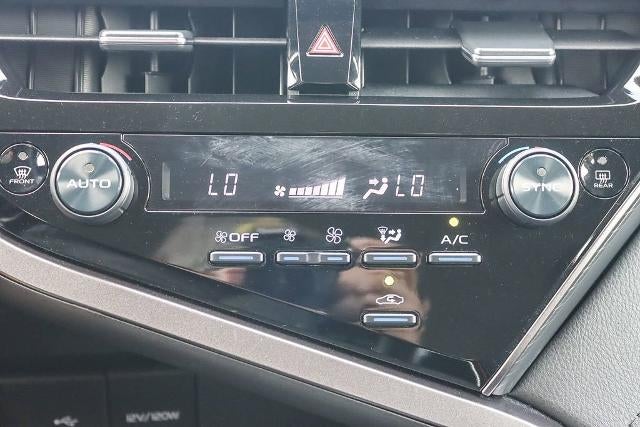 FRONT
AUTO
LO
LO
SYNC
REAR
OFF
A/C
12V/120W